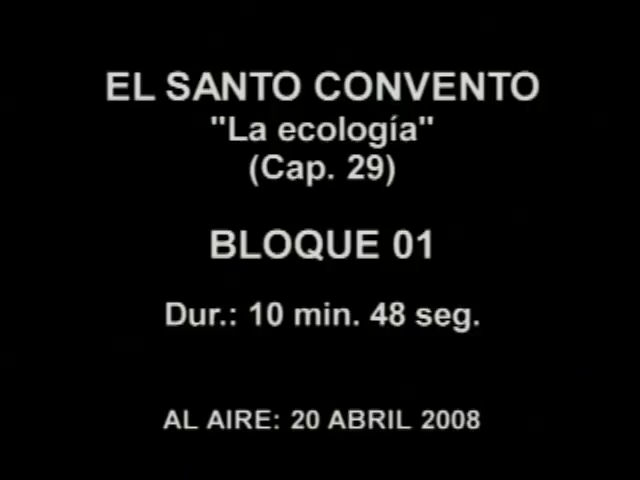 EL SANTO CONVENTO
"La ecología"
(Cap. 29)
BLOQUE 01
Dur.: 10 min. 48 seg.
AL AIRE: 20 ABRIL 2008